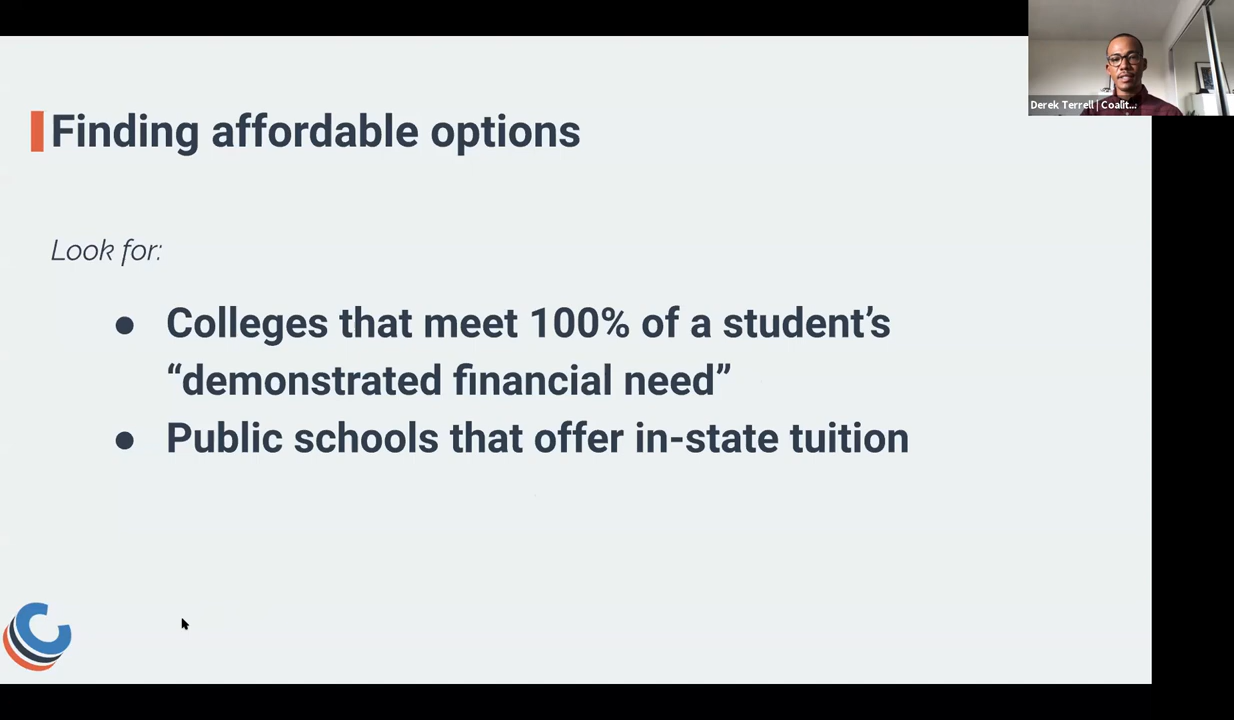 Derek Terrell | Coalit...
Finding affordable options
Look for:
● Colleges that meet 100% of a student’s
“demonstrated financial need”
● Public schools that offer in-state tuition